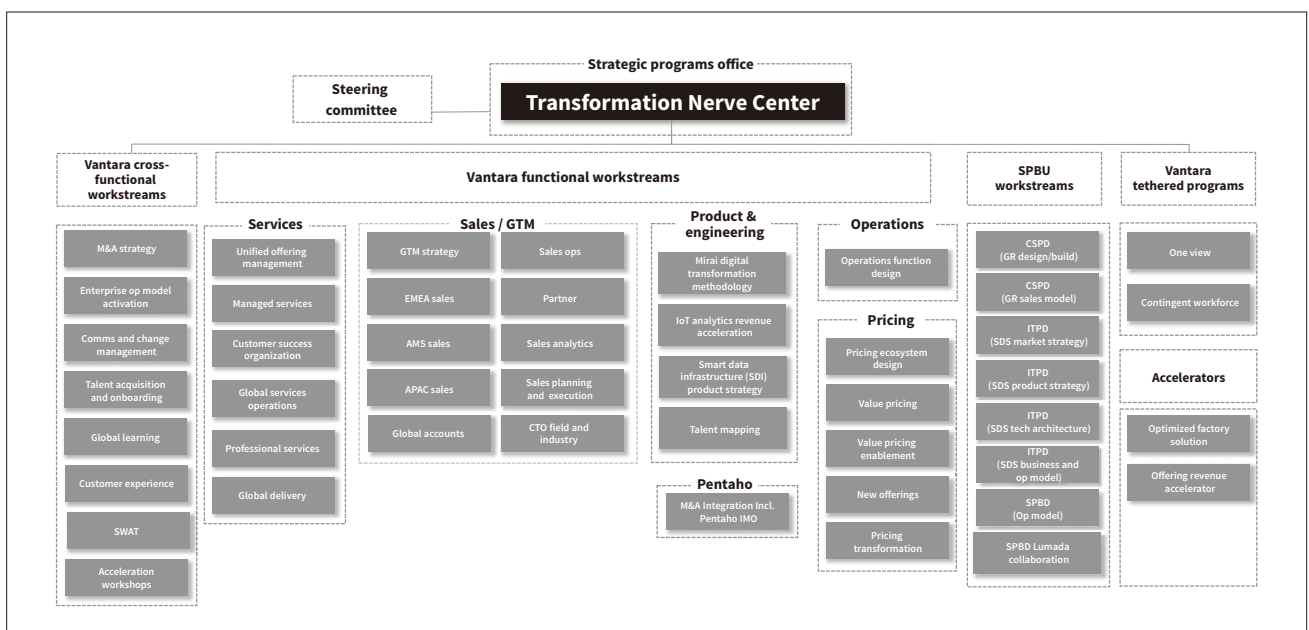 Strategic programs office
Steering
committee
Transformation Nerve Center
Vantara cross-
functional
workstreams
Vantara functional workstreams
SPBU
workstreams
Vantara
tethered programs
M&A strategy
Enterprise op model
activation
Comms and change
management
Talent acquisition
and onboarding
Global learning
Customer experience
SWAT
Acceleration
workshops
Services
Unified offering
management
Managed services
Customer success
organization
Global services
operations
Professional services
Global delivery
Sales / GTM
GTM strategy
EMEA sales
AMS sales
APAC sales
Global accounts
Sales ops
Partner
Sales analytics
Sales planning
and execution
CTO field and
industry
Product &
engineering
Mirai digital
transformation
methodology
IoT analytics revenue
acceleration
Smart data
infrastructure (SDI)
product strategy
Talent mapping
Pentaho
M&A Integration Incl.
Pentaho IMO
Operations
Operations function
design
Pricing
Pricing ecosystem
design
Value pricing
Value pricing
enablement
New offerings
Pricing
transformation
CSPD
(GR design/build)
CSPD
(GR sales model)
ITPD
(SDS market strategy)
ITPD
(SDS product strategy)
ITPD
(SDS tech architecture)
ITPD
(SDS business and
op model)
SPBD
(Op model)
SPBD Lumada
collaboration
One view
Contingent workforce
Accelerators
Optimized factory
solution
Offering revenue
accelerator